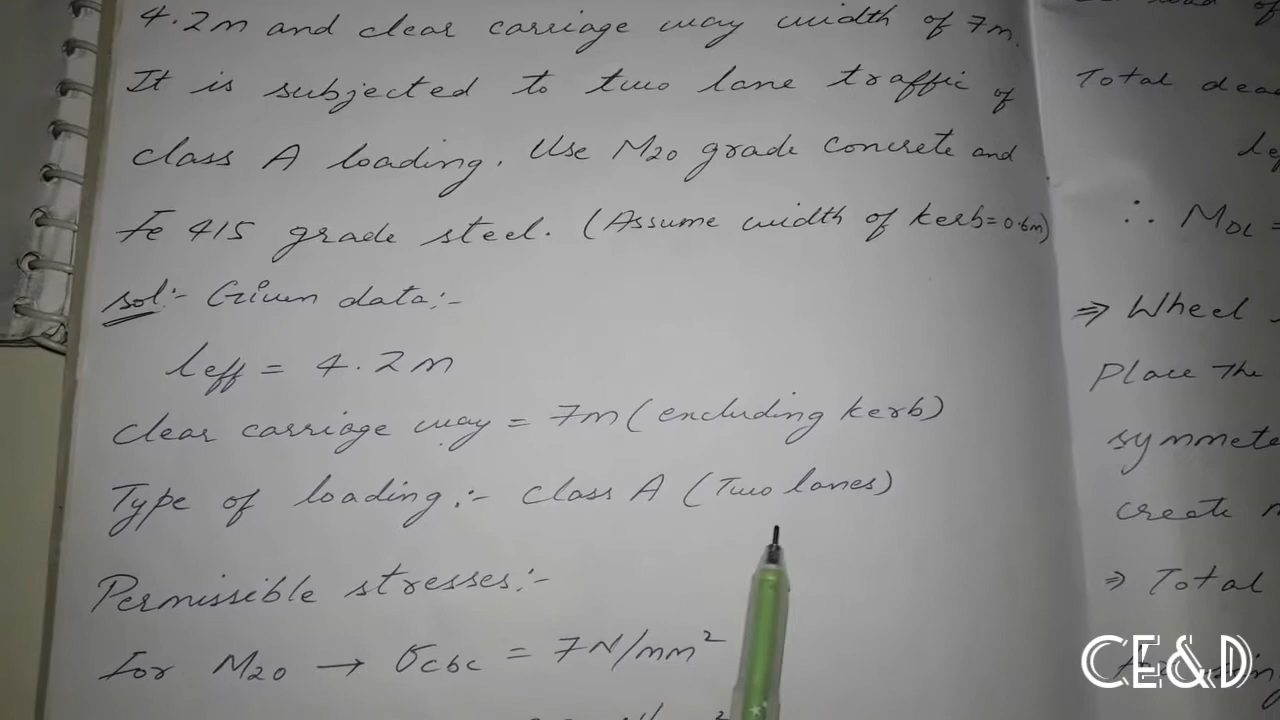 4.2m and clear carriage way width of 7m.
It is subjected to two lane traffic of
class A loading. Use M20 grade concrete and
Fe 415 grade steel. (Assume width of kerb=0.6m)
sol:- Given data:-
leff = 4.2m
clear carriage way = 7m (excluding kerb)
Type of loading:- class A (Two lanes)
Permissible stresses:-
For M20 → σcbc = 7N/mm²
of
Total
∴ MDL =
⇒ Wheel
Place The
symmet
create
⇒ Total
CE&D